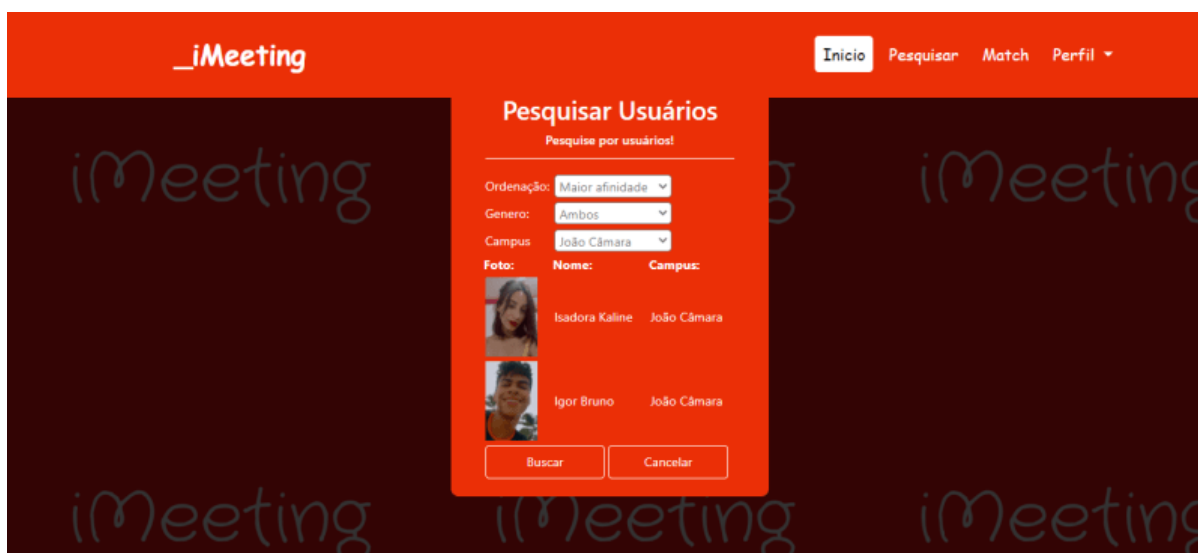 _iMeeting
Inicio Pesquisar Match Perfil
Pesquisar Usuários
Pesquise por usuários!
iMeeting iMeeting
Ordenação: Maior afinidade
Genero: Ambos
Campus João Câmara
Foto: Nome: Campus:
Isadora Kaline João Câmara
Igor Bruno João Câmara
Buscar Cancelar
iMeeting iMeeting iMeeting